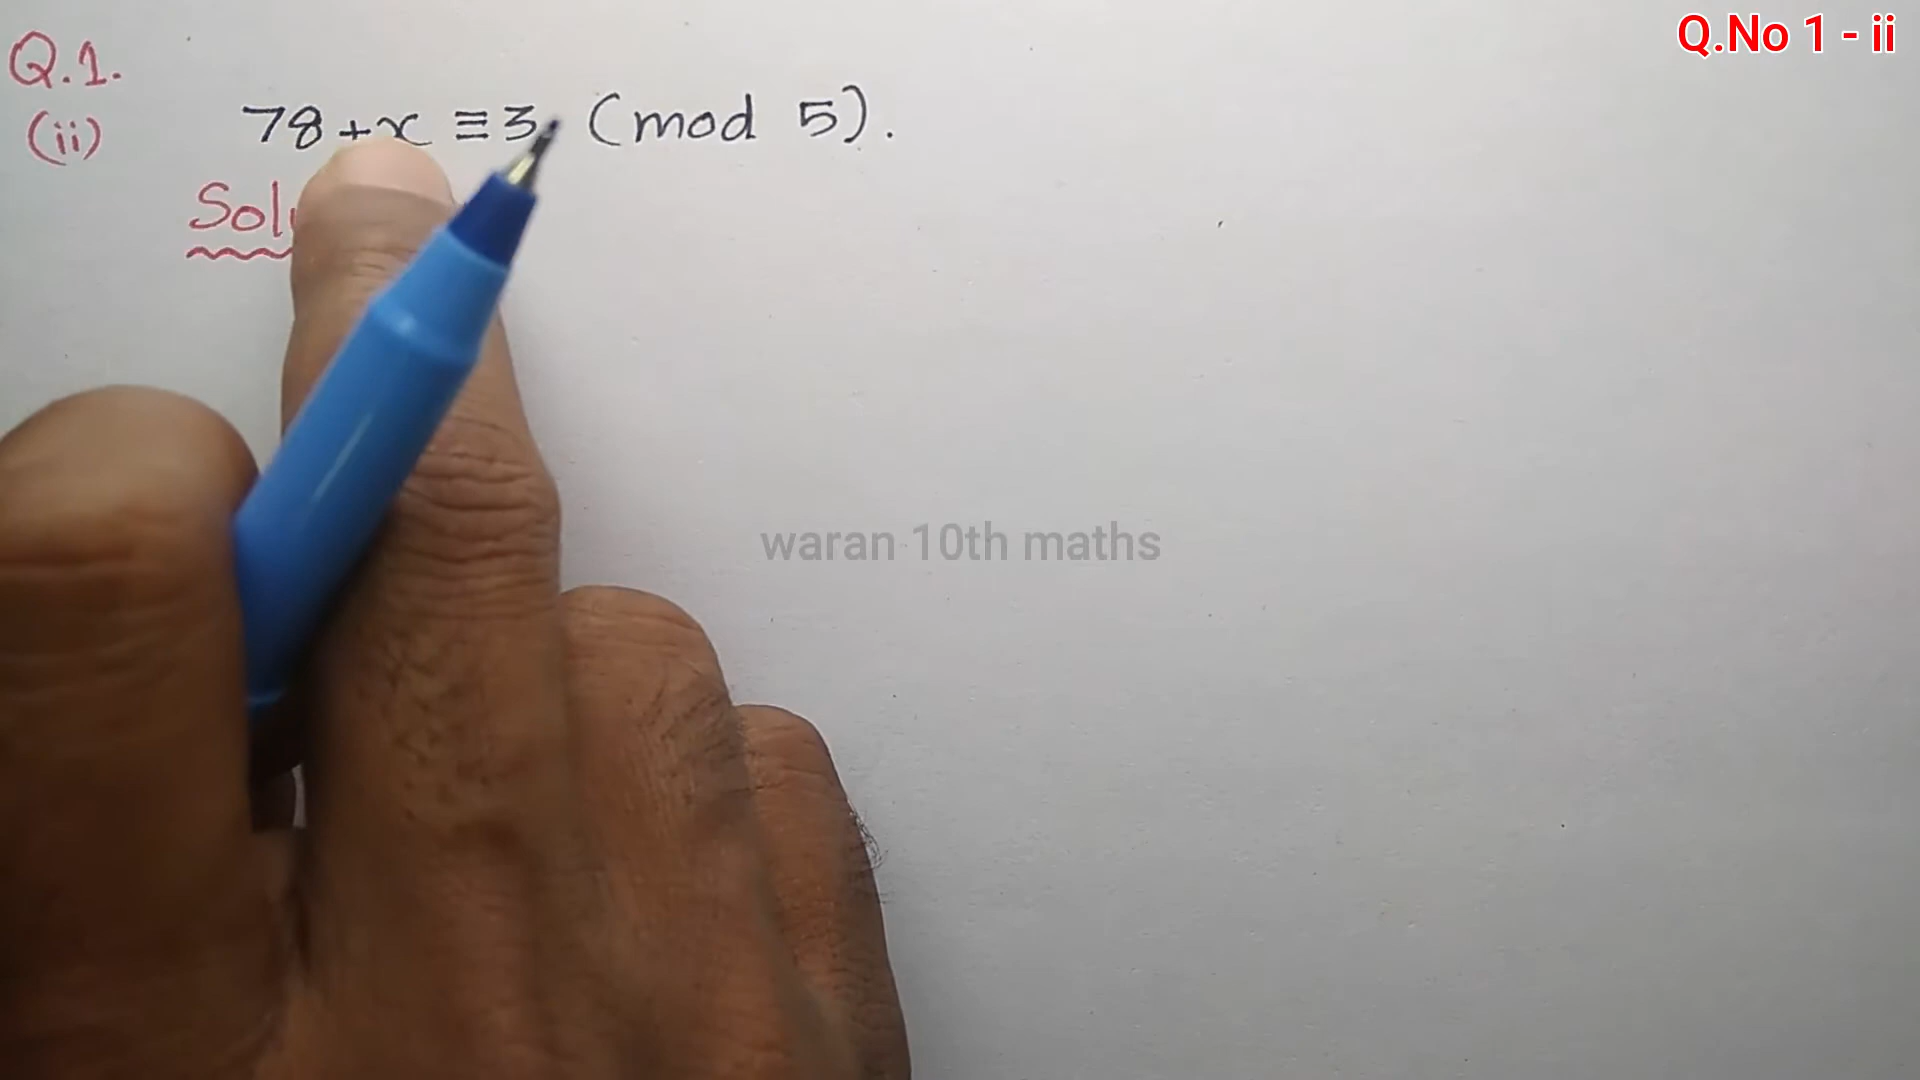 Q.No 1 - ii
Q.1.
(ii) 78 + x ≡ 3 (mod 5).
waran 10th maths